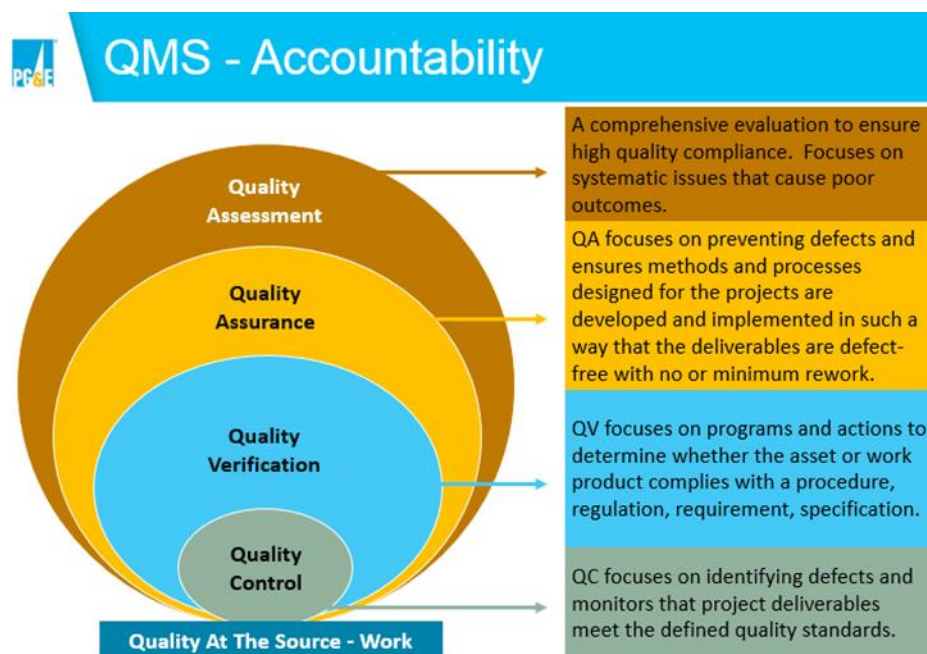 PG&E
QMS - Accountability
Quality
Assessment
Quality
Assurance
Quality
Verification
Quality
Control
Quality At The Source - Work
A comprehensive evaluation to ensure
high quality compliance.  Focuses on
systematic issues that cause poor
outcomes.
QA focuses on preventing defects and
ensures methods and processes
designed for the projects are
developed and implemented in such a
way that the deliverables are defect-
free with no or minimum rework.
QV focuses on programs and actions to
determine whether the asset or work
product complies with a procedure,
regulation, requirement, specification.
QC focuses on identifying defects and
monitors that project deliverables
meet the defined quality standards.